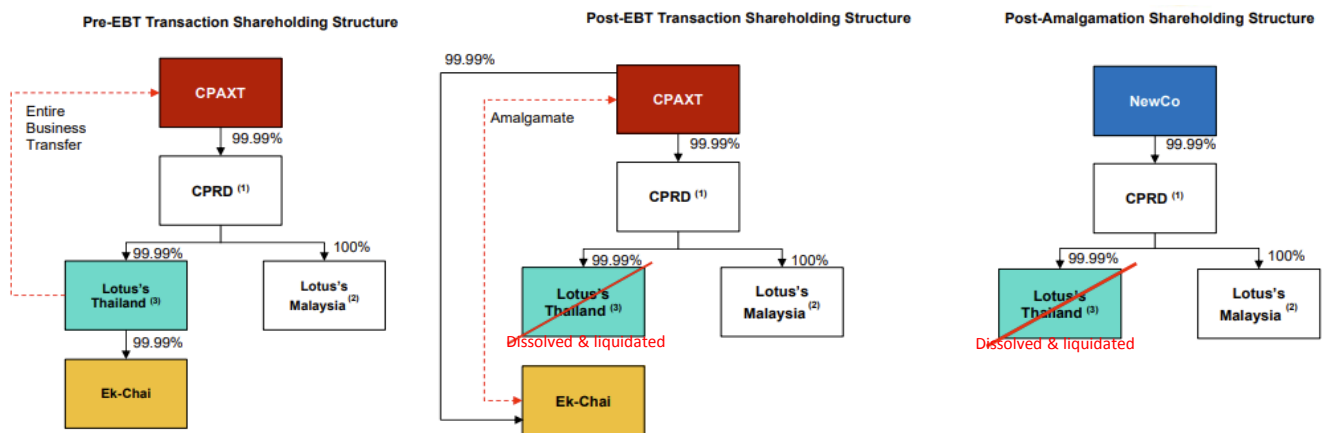 Pre-EBT Transaction Shareholding Structure
CPAXT
Entire
Business
Transfer
99.99%
CPRD (1)
99.99%
100%
Lotus's
Thailand (3)
Lotus's
Malaysia (2)
99.99%
Ek-Chai
Post-EBT Transaction Shareholding Structure
99.99%
CPAXT
Amalgamate
99.99%
CPRD (1)
99.99%
100%
Lotus's
Thailand (3)
Lotus's
Malaysia (2)
Dissolved & liquidated
Ek-Chai
Post-Amalgamation Shareholding Structure
NewCo
99.99%
CPRD (1)
99.99%
100%
Lotus's
Thailand (3)
Lotus's
Malaysia (2)
Dissolved & liquidated